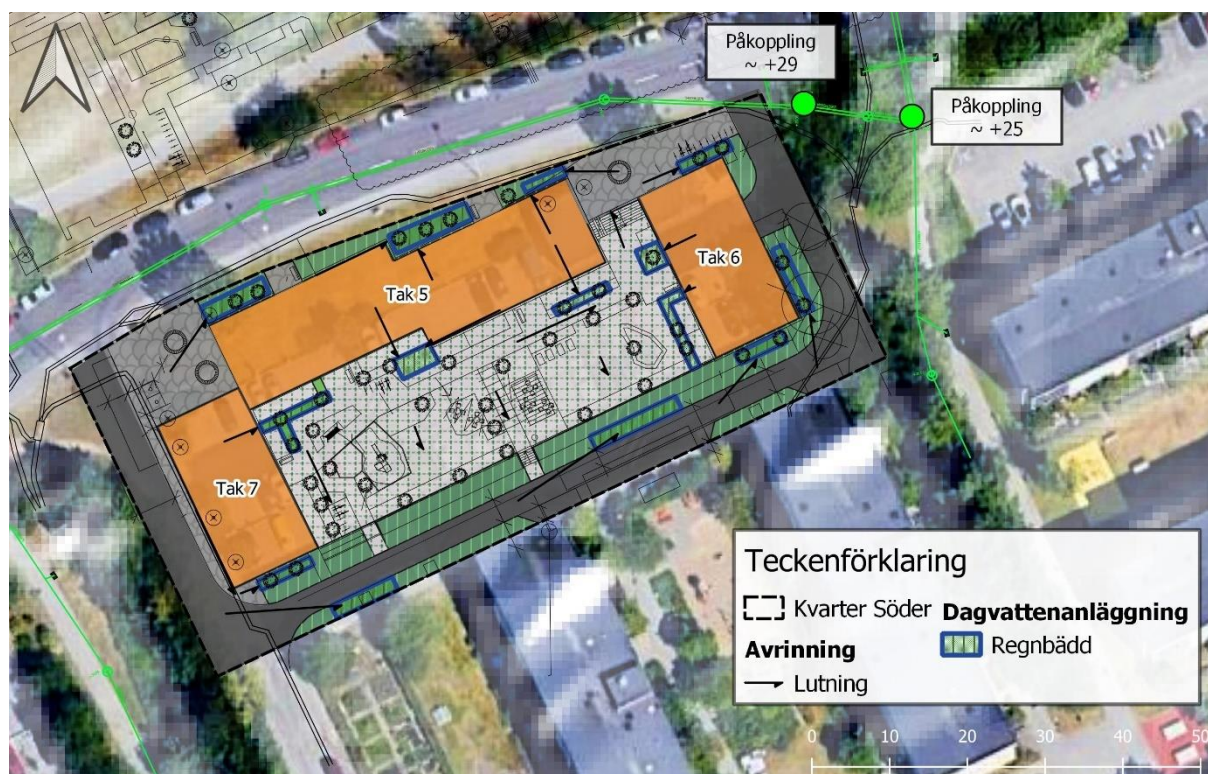 Påkoppling
~ +29
Påkoppling
~ +25
Tak 5
Tak 6
Tak 7
Teckenförklaring
Kvarter Söder
Dagvattenanläggning
Avrinning
Regnbädd
Lutning
0 10 20 30 40 50